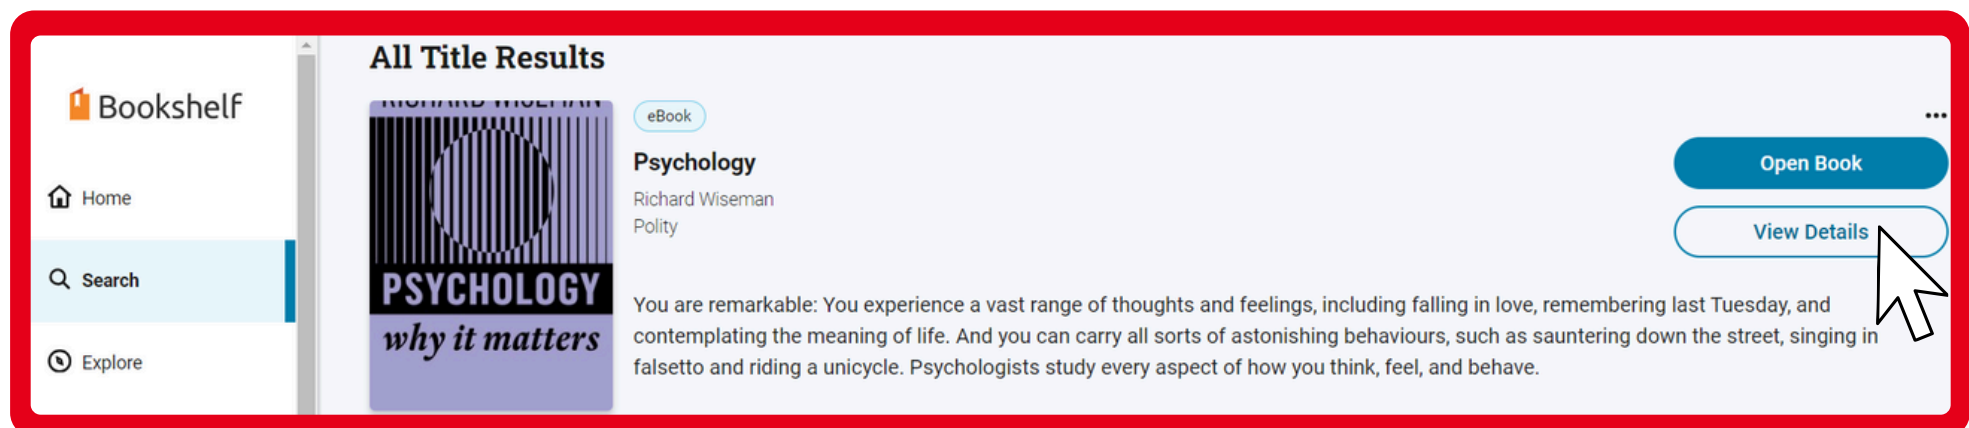 Bookshelf
Home
Search
Explore
All Title Results
RICHARD WISEMAN
PSYCHOLOGY
why it matters
eBook
Psychology
Richard Wiseman
Polity
Open Book
View Details
You are remarkable: You experience a vast range of thoughts and feelings, including falling in love, remembering last Tuesday, and
contemplating the meaning of life. And you can carry all sorts of astonishing behaviours, such as sauntering down the street, singing in
falsetto and riding a unicycle. Psychologists study every aspect of how you think, feel, and behave.